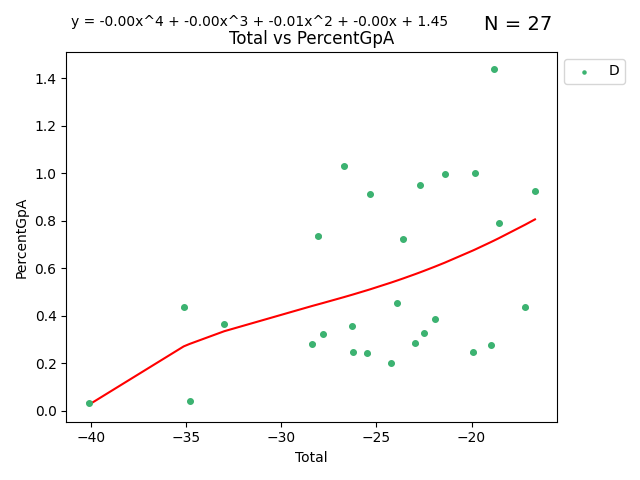 y = -0.00x^4 + -0.00x^3 + -0.01x^2 + -0.00x + 1.45
N = 27
Total vs PercentGpA
D
1.4
1.2
1.0
0.8
0.6
0.4
0.2
0.0
PercentGpA
−40
−35
−30
−25
−20
Total